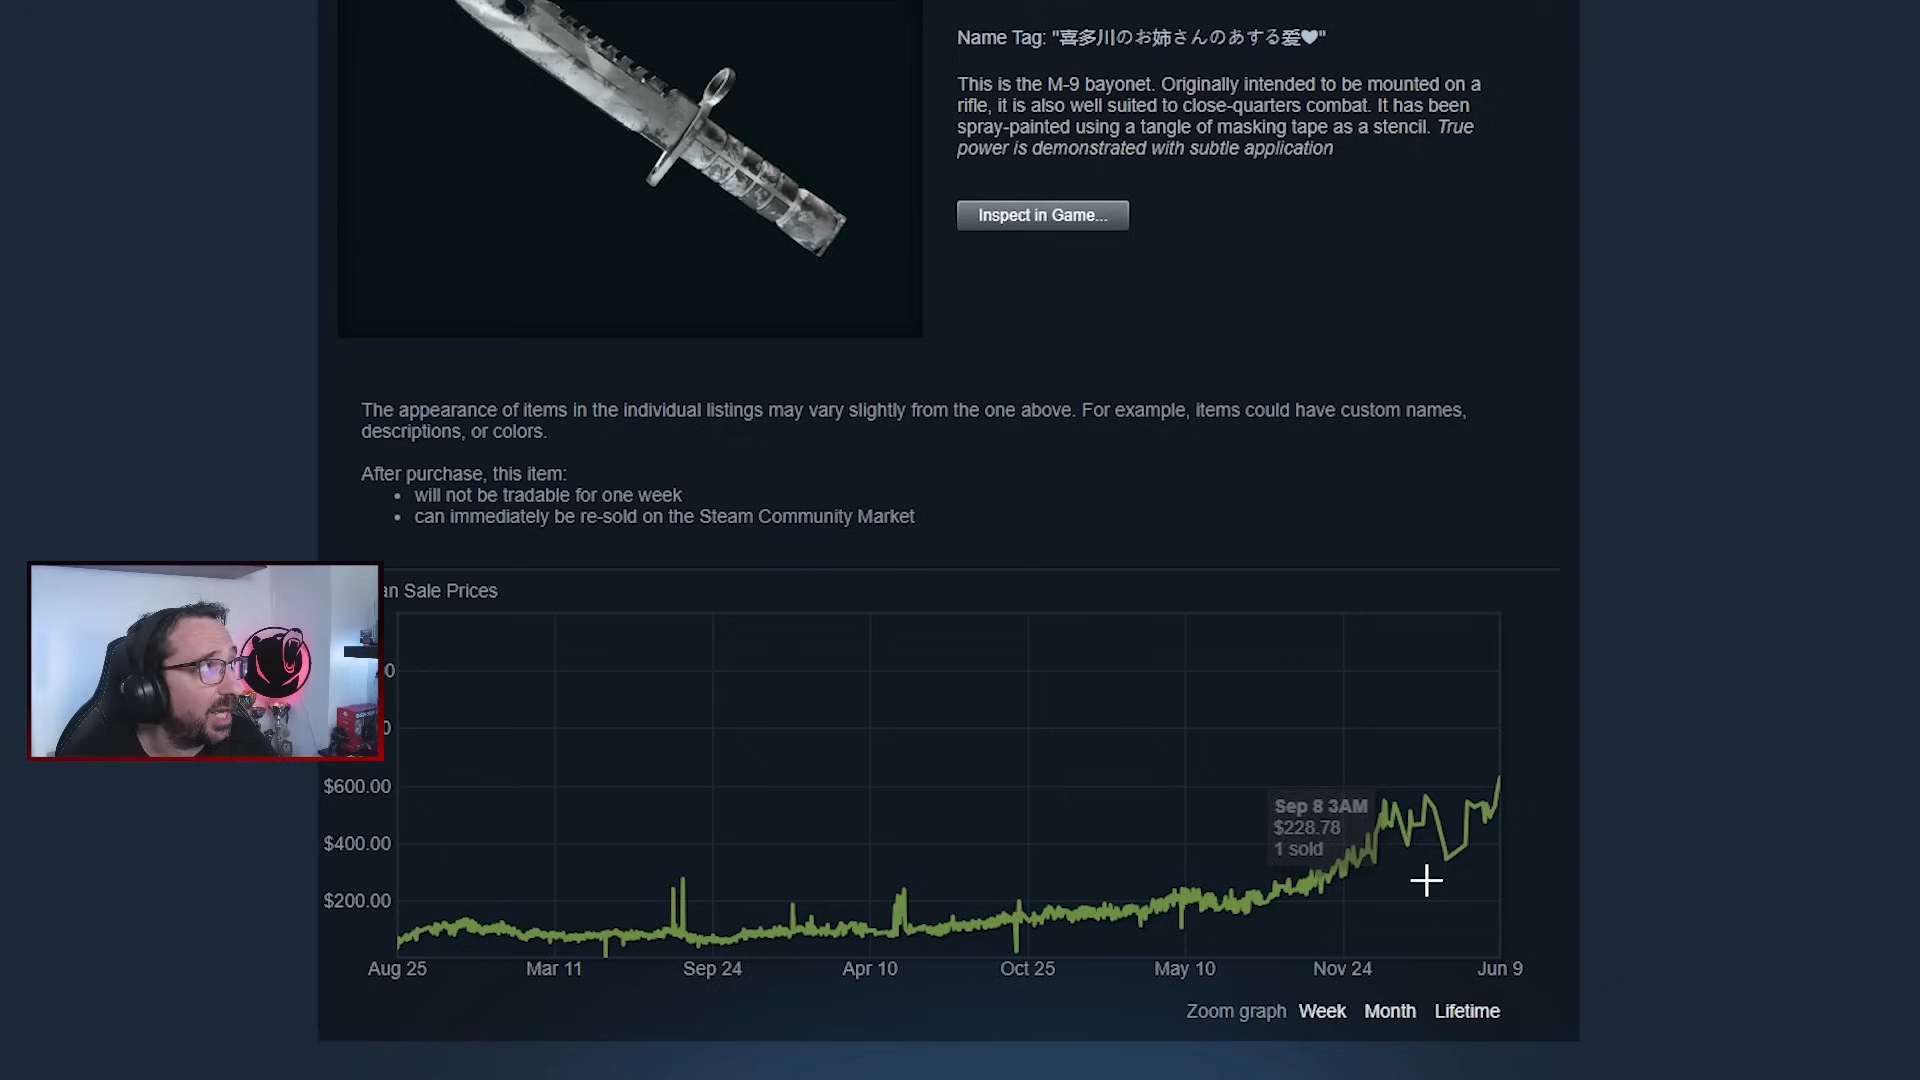 Name Tag: "喜多川のお姉さんのあする爱♥"
This is the M-9 bayonet. Originally intended to be mounted on a
rifle, it is also well suited to close-quarters combat. It has been
spray-painted using a tangle of masking tape as a stencil. True
power is demonstrated with subtle application
Inspect in Game...
The appearance of items in the individual listings may vary slightly from the one above. For example, items could have custom names,
descriptions, or colors.
After purchase, this item:
• will not be tradable for one week
• can immediately be re-sold on the Steam Community Market
an Sale Prices
0
0
$600.00
$400.00
$200.00
Sep 8 3AM
$228.78
1 sold
Aug 25 Mar 11 Sep 24 Apr 10 Oct 25 May 10 Nov 24 Jun 9
Zoom graph Week Month Lifetime